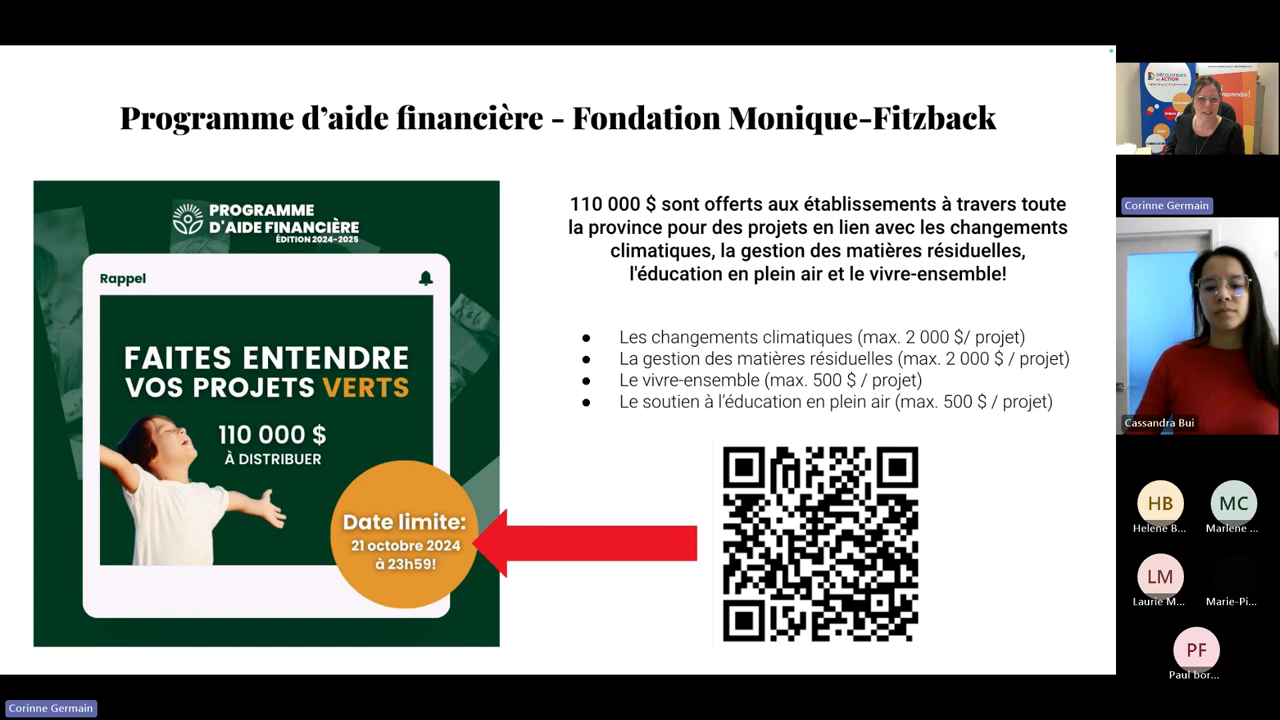 Programme d'aide financière - Fondation Monique-Fitzback
PROGRAMME
D'AIDE FINANCIÈRE
ÉDITION 2024-2025
Rappel
FAITES ENTENDRE
VOS PROJETS VERTS
110 000 $
À DISTRIBUER
Date limite:
21 octobre 2024
à 23h59!
110 000 $ sont offerts aux établissements à travers toute
la province pour des projets en lien avec les changements
climatiques, la gestion des matières résiduelles,
l'éducation en plein air et le vivre-ensemble!
● Les changements climatiques (max. 2 000 $/ projet)
● La gestion des matières résiduelles (max. 2 000 $ / projet)
● Le vivre-ensemble (max. 500 $ / projet)
● Le soutien à l'éducation en plein air (max. 500 $ / projet)
Corinne Germain
Cassandra Bui
HB
Helene B...
MC
Marlene ...
LM
Laurie M...
Marie-Pi...
PF
Paul bor...
Corinne Germain